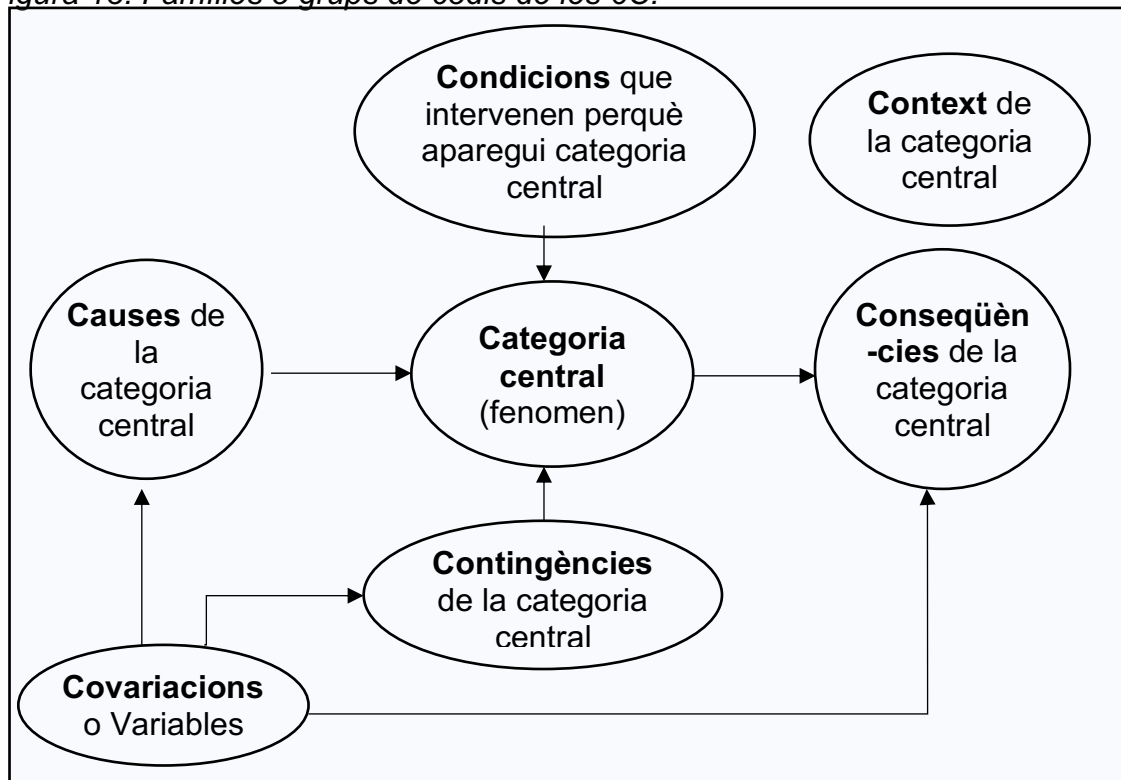 Condicions que
intervenen perquè
aparegui categoria
central
Context de
la categoria
central
Causes de
la
categoria
central
Categoria
central
(fenomen)
Conseqüèn
-cies de la
categoria
central
Contingències
de la categoria
central
Covariacions
o Variables